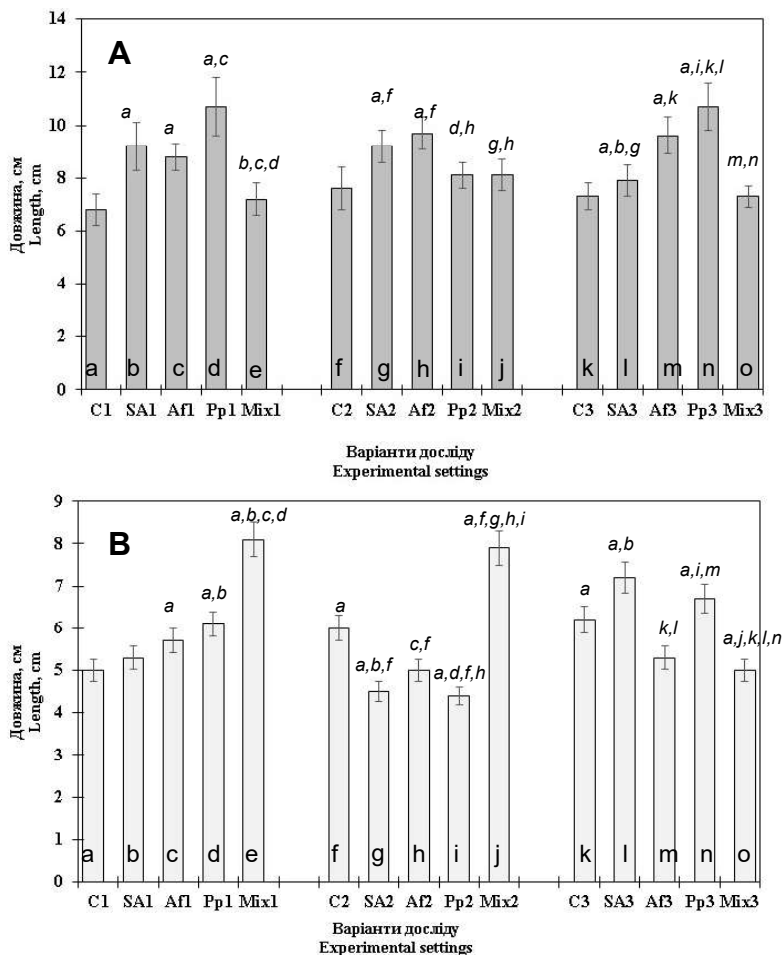 14
12
10
8
6
4
2
0
Довжина, см
Length, cm
A
a
a
a,c
b,c,d
a,f
a,f
d,h
g,h
a,b,g
a,k
a,i,k,l
m,n
a b c d e f g h i j k l m n o
C1 SA1 Af1 Pp1 Mix1 C2 SA2 Af2 Pp2 Mix2 C3 SA3 Af3 Pp3 Mix3
Варіанти досліду
Experimental settings
9
8
7
6
5
4
3
2
1
0
Довжина, см
Length, cm
B
a
a,b
a,b,c,d
a
a,b,f
c,f
a,d,f,h
a,f,g,h,i
a
a,b
k,l
a,i,m
a,j,k,l,n
a b c d e f g h i j k l m n o
C1 SA1 Af1 Pp1 Mix1 C2 SA2 Af2 Pp2 Mix2 C3 SA3 Af3 Pp3 Mix3
Варіанти досліду
Experimental settings